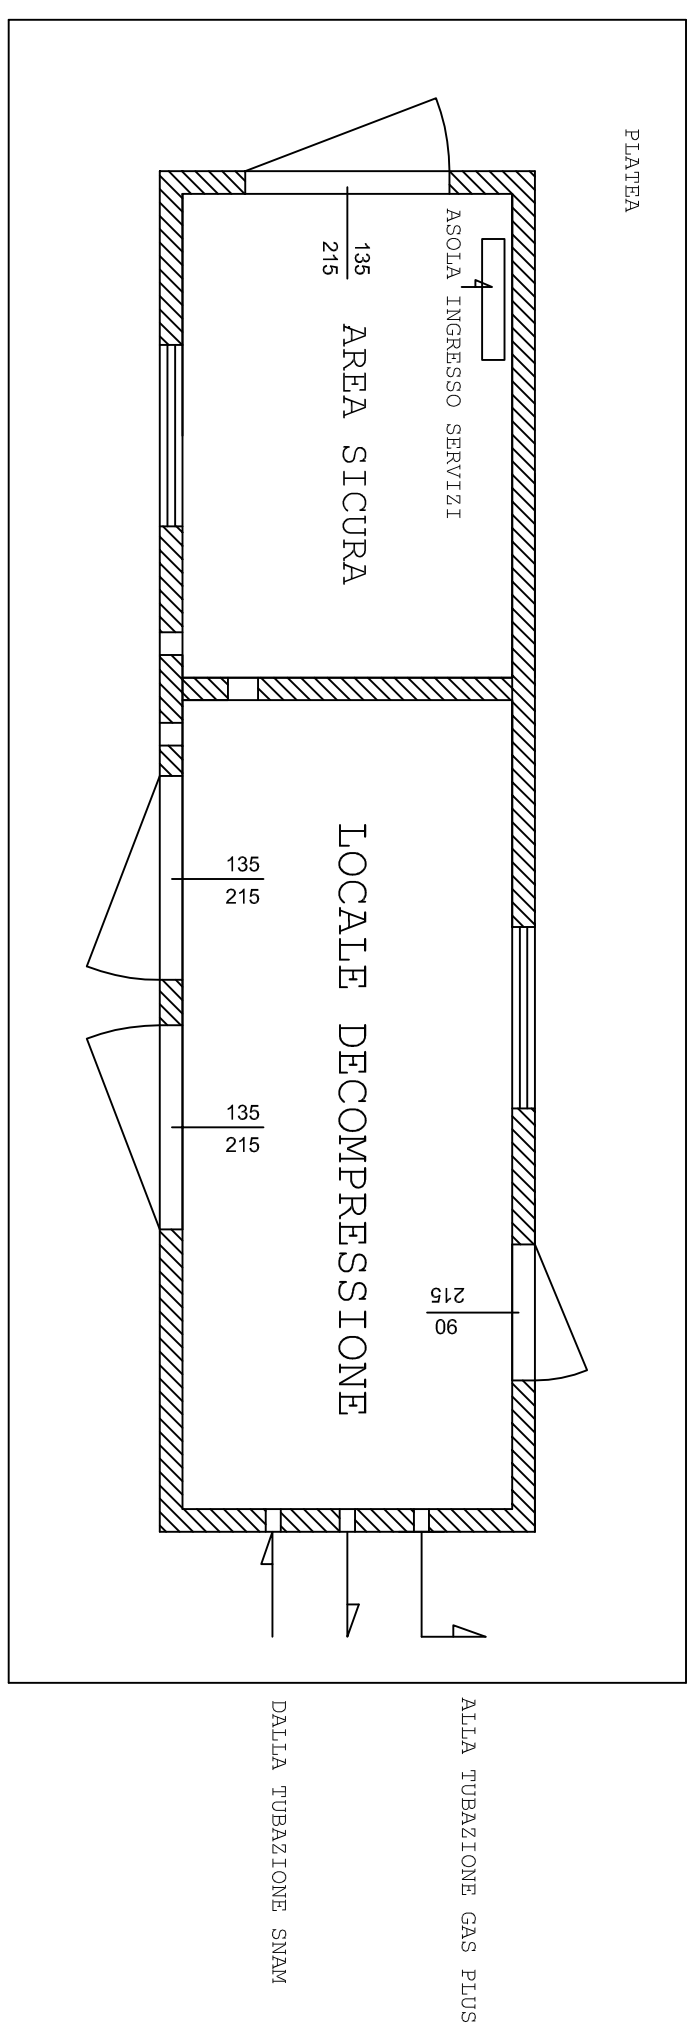 PLATEA
135
215
ASOLA INGRESSO SERVIZI
AREA SICURA
135
215
LOCALE DECOMPRESSIONE
135
215
215
90
DALLA TUBAZIONE SNAM
ALLA TUBAZIONE GAS PLUS